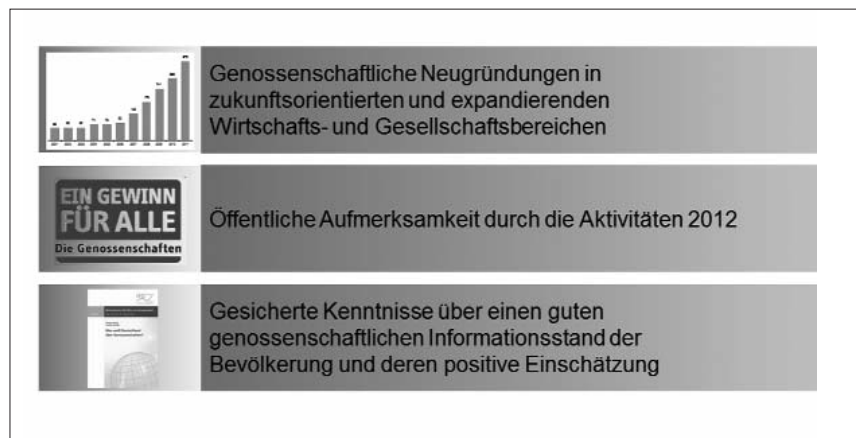 Genossenschaftliche Neugründungen in
zukunftsorientierten und expandierenden
Wirtschafts- und Gesellschaftsbereichen
EIN GEWINN
FÜR ALLE
Die Genossenschaften
Öffentliche Aufmerksamkeit durch die Aktivitäten 2012
Gesicherte Kenntnisse über einen guten
genossenschaftlichen Informationsstand der
Bevölkerung und deren positive Einschätzung